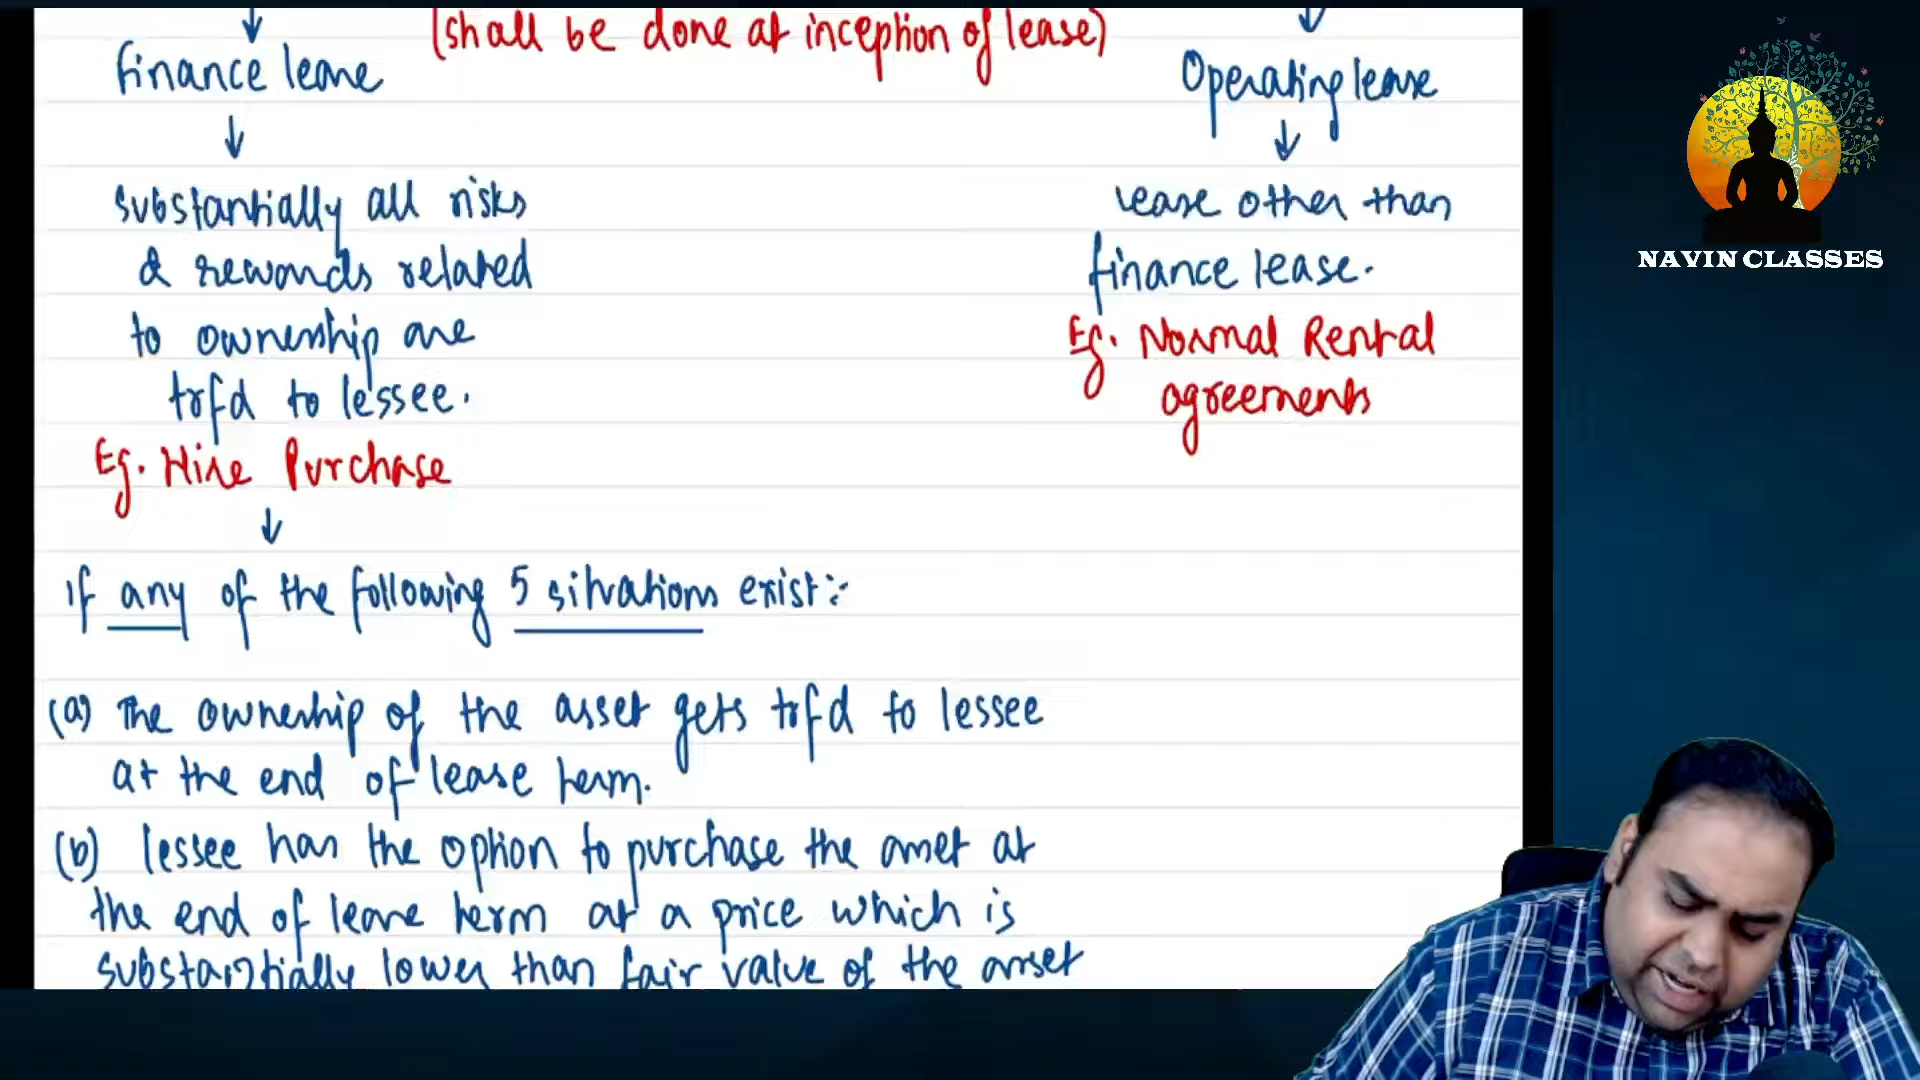 (shall be done at inception of lease)
finance lease
Operating lease
substantially all risks
& rewards related
to ownership are
trfd to lessee.
Eg. Hire Purchase
lease other than
finance lease.
Eg. Normal Rental
agreements
If any of the following 5 situations exist:-
(a) The ownership of the asset gets trfd to lessee
at the end of lease term.
(b) lessee has the option to purchase the asset at
the end of lease term at a price which is
substantially lower than fair value of the asset
NAVIN CLASSES